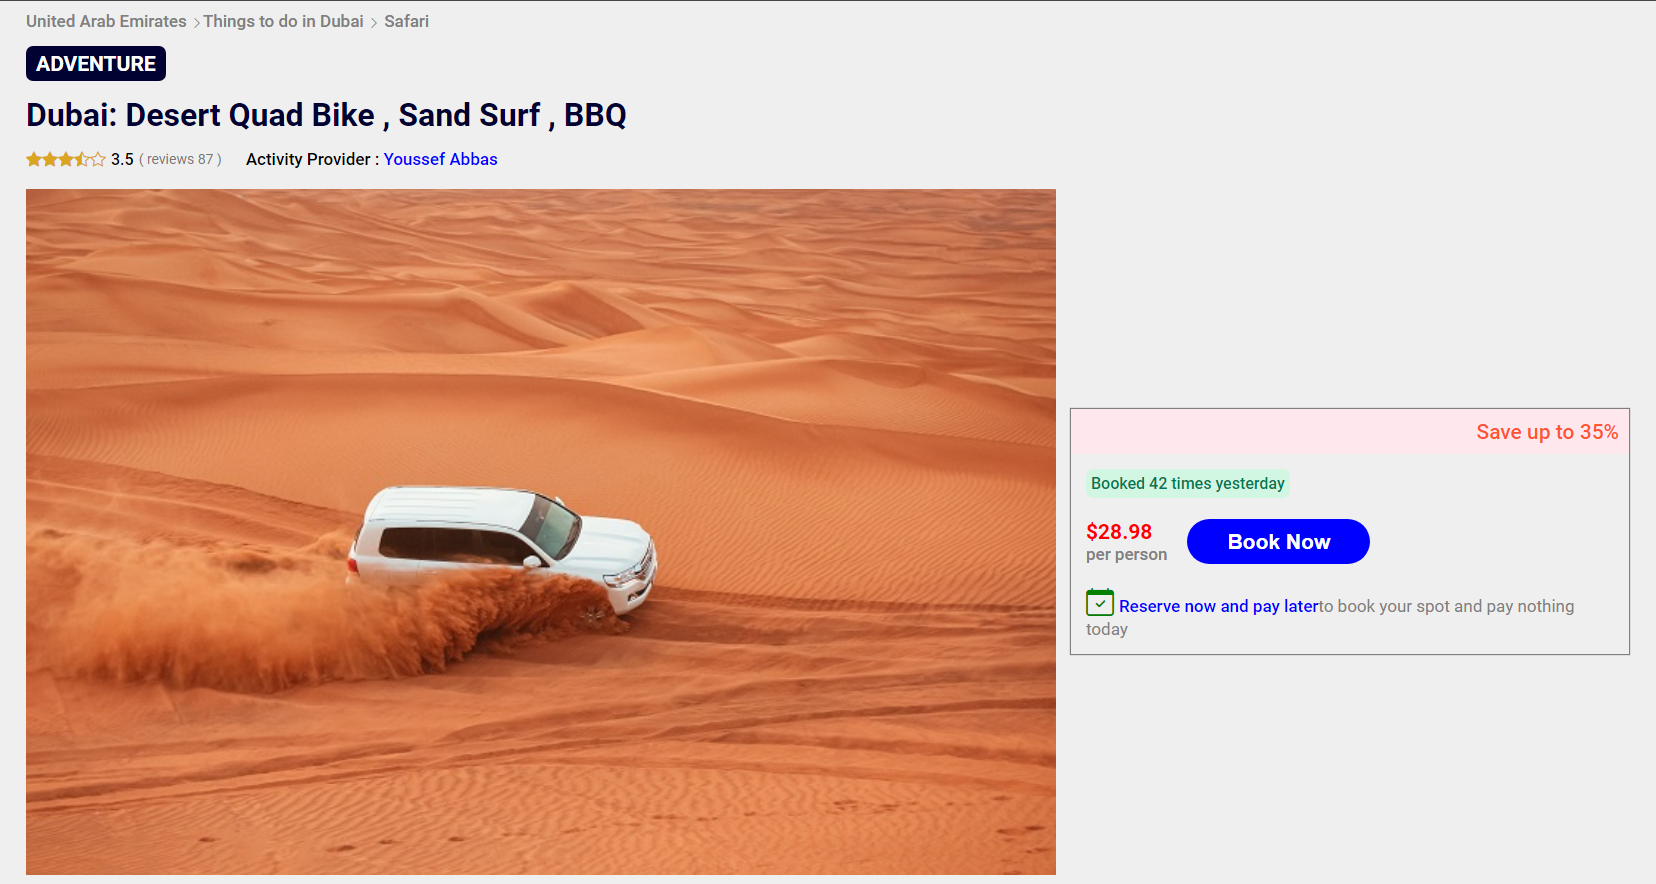 United Arab Emirates > Things to do in Dubai > Safari
ADVENTURE
Dubai: Desert Quad Bike , Sand Surf , BBQ
3.5 ( reviews 87 ) Activity Provider : Youssef Abbas
Save up to 35%
Booked 42 times yesterday
$28.98
per person
Book Now
Reserve now and pay laterto book your spot and pay nothing
today